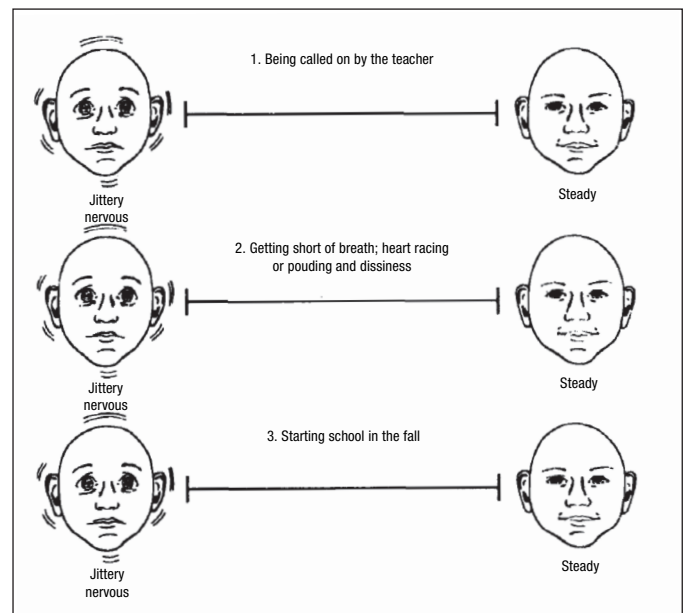 1. Being called on by the teacher
Jittery
nervous
Steady
2. Getting short of breath; heart racing
or pouding and dissiness
Jittery
nervous
Steady
3. Starting school in the fall
Jittery
nervous
Steady